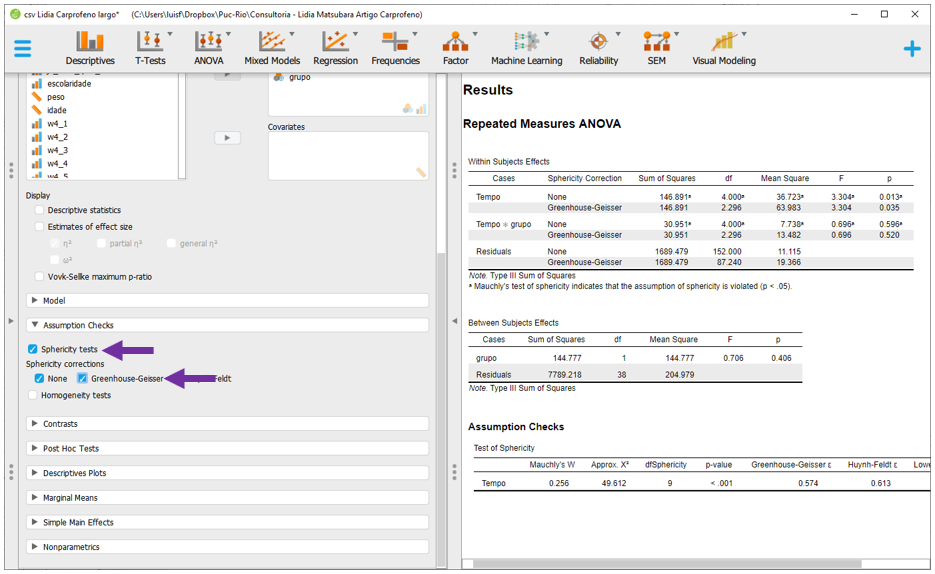 csv Lidia Carprofeno largo* (C:\Users\luisf\Dropbox\Puc-Rio\Consultoria - Lidia Matsubara Artigo Carprofeno)
Descriptives T-Tests ANOVA Mixed Models Regression Frequencies Factor Machine Learning Reliability SEM Visual Modeling
escolaridade
peso
idade
w4_1
w4_2
w4_3
w4_4
w4_5
grupo
Covariates
Display
Descriptive statistics
Estimates of effect size
η² partial η² general η²
ω²
Vovk-Sellke maximum p-ratio
Model
Assumption Checks
Sphericity tests
Sphericity corrections
None Greenhouse-Geisser Feldt
Homogeneity tests
Contrasts
Post Hoc Tests
Descriptives Plots
Marginal Means
Simple Main Effects
Nonparametrics
Results
Repeated Measures ANOVA
Within Subjects Effects
Cases Sphericity Correction Sum of Squares df Mean Square F p
Tempo None 146.891ᵃ 4.000ᵃ 36.723ᵃ 3.304ᵃ 0.013ᵃ
Greenhouse-Geisser 146.891 2.296 63.983 3.304 0.035
Tempo ✻ grupo None 30.951ᵃ 4.000ᵃ 7.738ᵃ 0.696ᵃ 0.596ᵃ
Greenhouse-Geisser 30.951 2.296 13.482 0.696 0.520
Residuals None 1689.479 152.000 11.115
Greenhouse-Geisser 1689.479 87.240 19.366
Note. Type III Sum of Squares
ᵃ Mauchly's test of sphericity indicates that the assumption of sphericity is violated (p < .05).
Between Subjects Effects
Cases Sum of Squares df Mean Square F p
grupo 144.777 1 144.777 0.706 0.406
Residuals 7789.218 38 204.979
Note. Type III Sum of Squares
Assumption Checks
Test of Sphericity
Mauchly's W Approx. Χ² dfSphericity p-value Greenhouse-Geisser ε Huynh-Feldt ε Lowe
Tempo 0.256 49.612 9 < .001 0.574 0.613